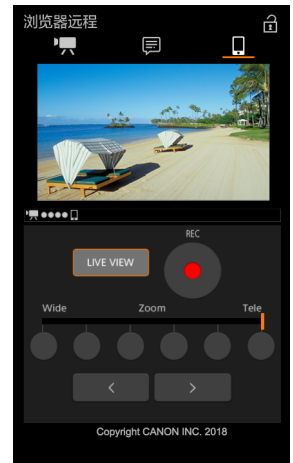 浏览器远程
LIVE VIEW
REC
Wide Zoom Tele
Copyright CANON INC. 2018